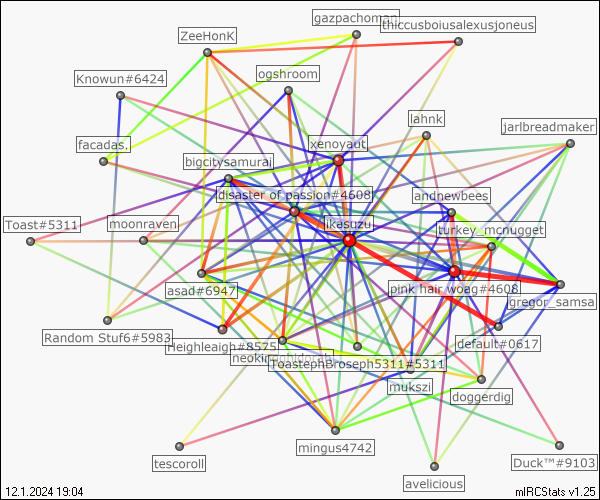 gazpachoman
thiccusboiusalexusjoneus
ZeeHonK
ogshroom
Knowun#6424
lahnk
jarlbreadmaker
facadas.
xenoyaut
bigcitysamurai
disaster of passion#4608
andnewbees
Toast#5311
moonraven
ikasuzu
turkey_mcnugget
asad#6947
pink hair woag#4608
gregor_samsa
Random Stuf6#5983
Heighleaigh#8575
default#0617
ToastephBroseph5311#5311
mukszi
doggerdig
mingus4742
tescoroll
Duck™#9103
avelicious
12.1.2024 19:04
mIRCStats v1.25